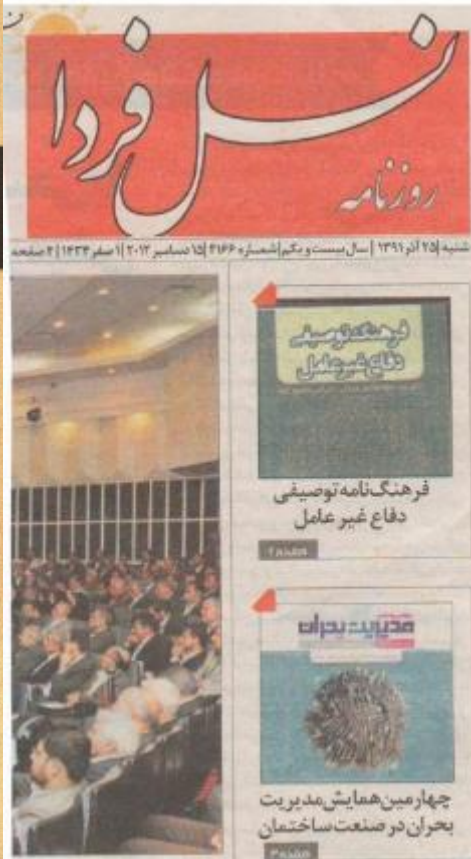 روزنامه
نسل فردا
شنبه | ۲۵ آذر ۱۳۹۱ | سال بیست و یکم | شماره ۴۱۶۶ | ۱۵ دسامبر ۲۰۱۲ | ۱ صفر ۱۴۳۴ | ۴ صفحه
فرهنگ توصیفی
دفاع غیر عامل
فرهنگ‌نامه توصیفی
دفاع غیر عامل
مدیریت بحران
چهارمین همایش مدیریت
بحران در صنعت ساختمان